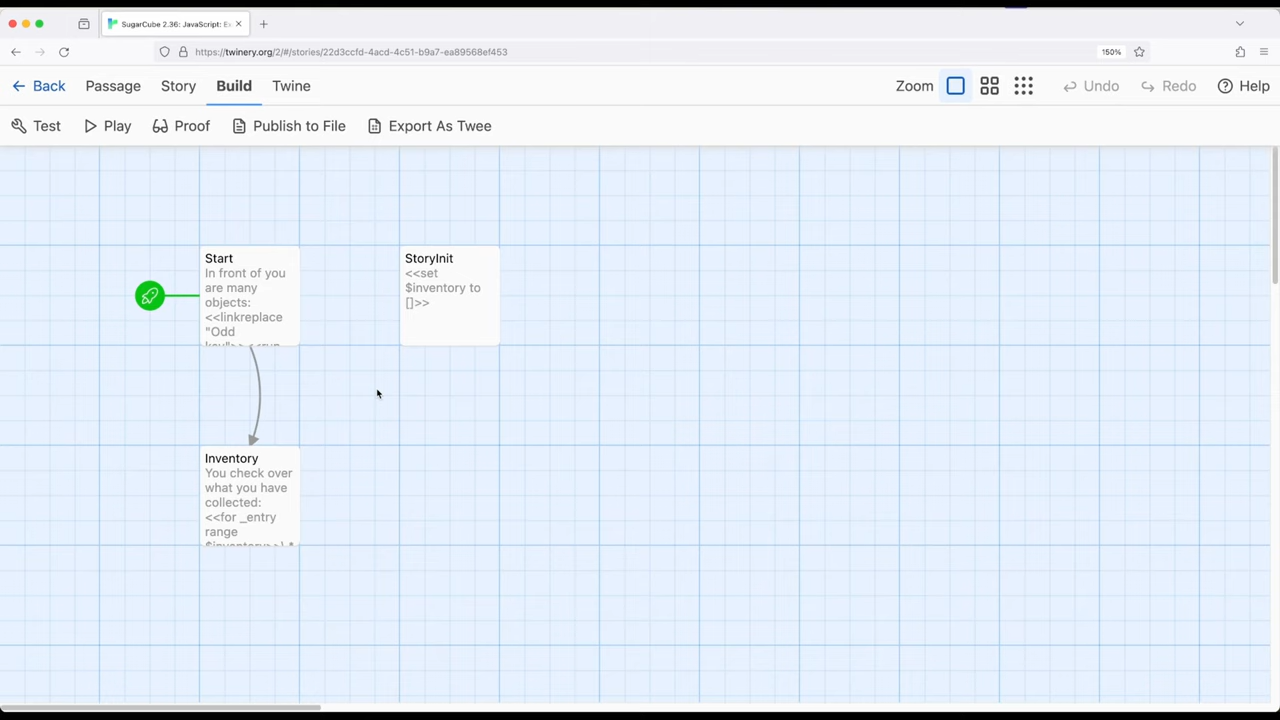 SugarCube 2.36: JavaScript: E
https://twinery.org/2/#/stories/22d3ccfd-4acd-4c51-b9a7-ea89568ef453
150%
Back Passage Story Build Twine Zoom Undo Redo Help
Test Play Proof Publish to File Export As Twee
Start
In front of you
are many
objects:
<<linkreplace
"Odd
key">> <<run
StoryInit
<<set
$inventory to
[]>>
Inventory
You check over
what you have
collected:
<<for _entry
range
$inventory>>\ *